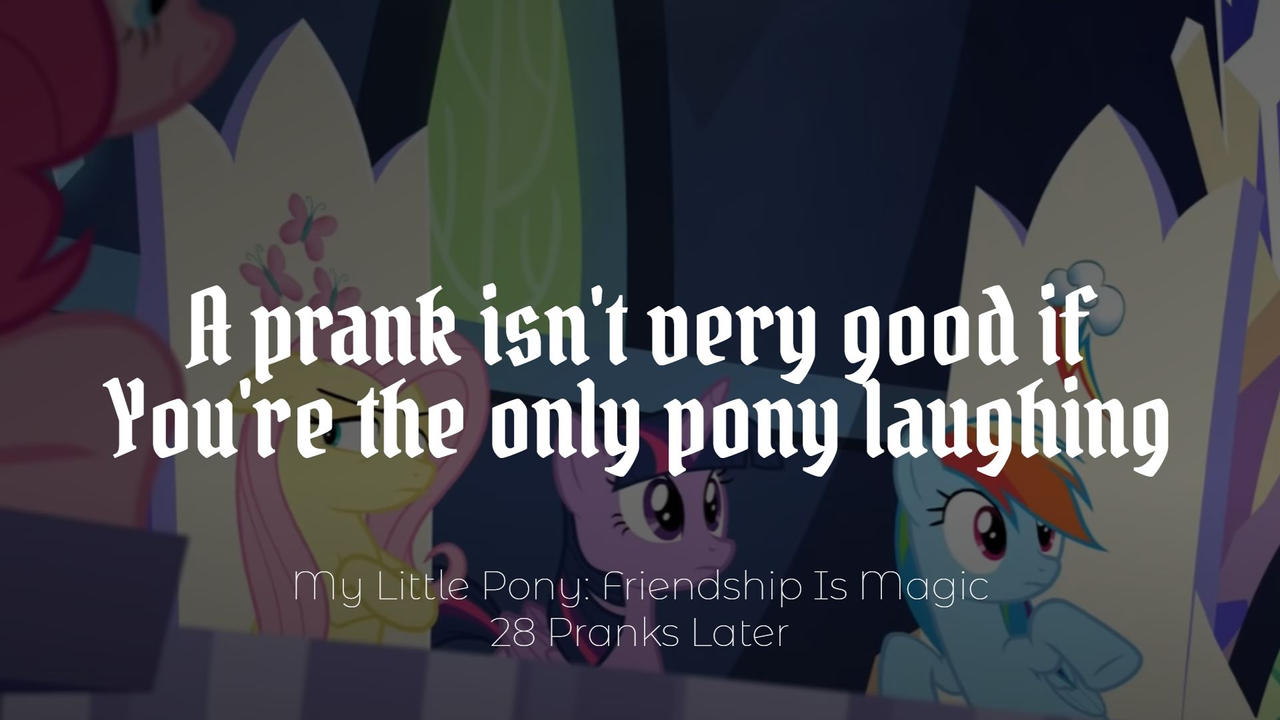 A prank isn't very good if
You're the only pony laughing
My Little Pony: Friendship Is Magic
28 Pranks Later